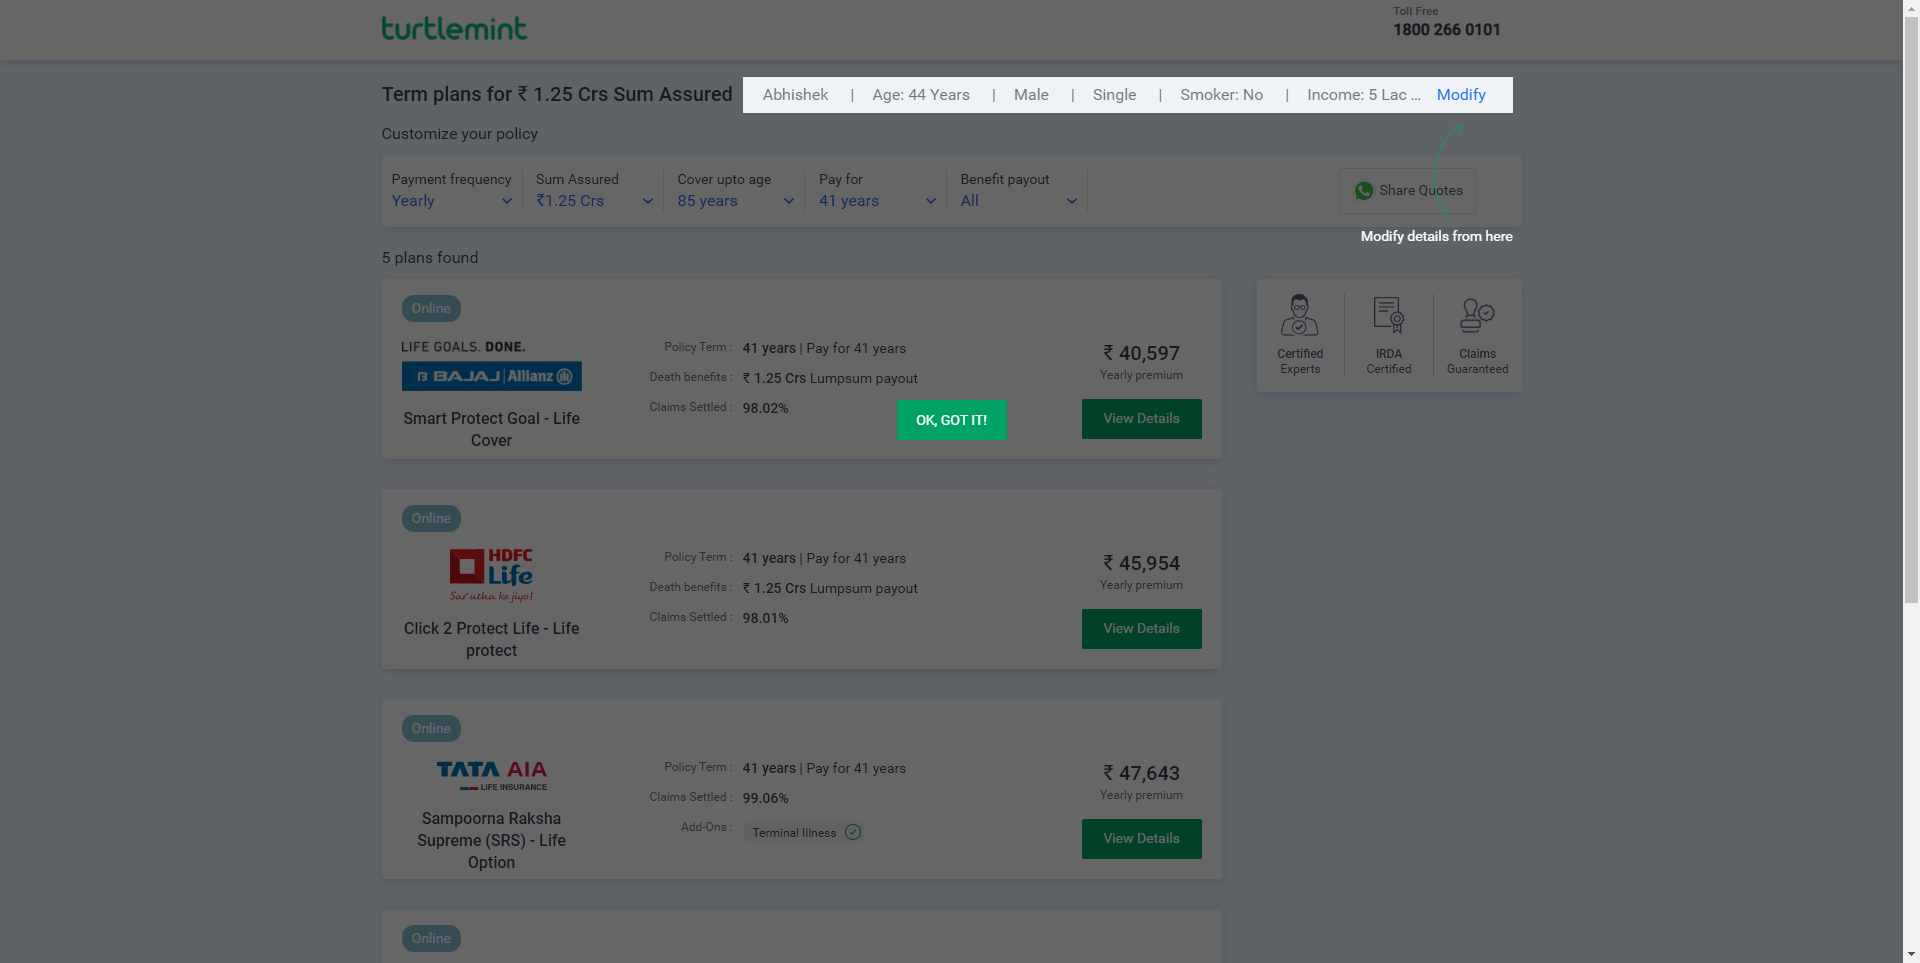 turtlemint
Toll Free
1800 266 0101
Term plans for ₹ 1.25 Crs Sum Assured
Abhishek | Age: 44 Years | Male | Single | Smoker: No | Income: 5 Lac ... Modify
Customize your policy
Payment frequency Sum Assured Cover upto age Pay for Benefit payout
Yearly ₹1.25 Crs 85 years 41 years All
Share Quotes
Modify details from here
5 plans found
Online
LIFE GOALS. DONE.
B BAJAJ | Allianz
Smart Protect Goal - Life
Cover
Policy Term : 41 years | Pay for 41 years
Death benefits : ₹ 1.25 Crs Lumpsum payout
Claims Settled : 98.02%
₹ 40,597
Yearly premium
View Details
OK, GOT IT!
Certified
Experts
IRDA
Certified
Claims
Guaranteed
Online
HDFC
Life
Sar utha ke jiyo!
Click 2 Protect Life - Life
protect
Policy Term : 41 years | Pay for 41 years
Death benefits : ₹ 1.25 Crs Lumpsum payout
Claims Settled : 98.01%
₹ 45,954
Yearly premium
View Details
Online
TATA AIA
LIFE INSURANCE
Sampoorna Raksha
Supreme (SRS) - Life
Option
Policy Term : 41 years | Pay for 41 years
Claims Settled : 99.06%
Add-Ons : Terminal Illness
₹ 47,643
Yearly premium
View Details
Online